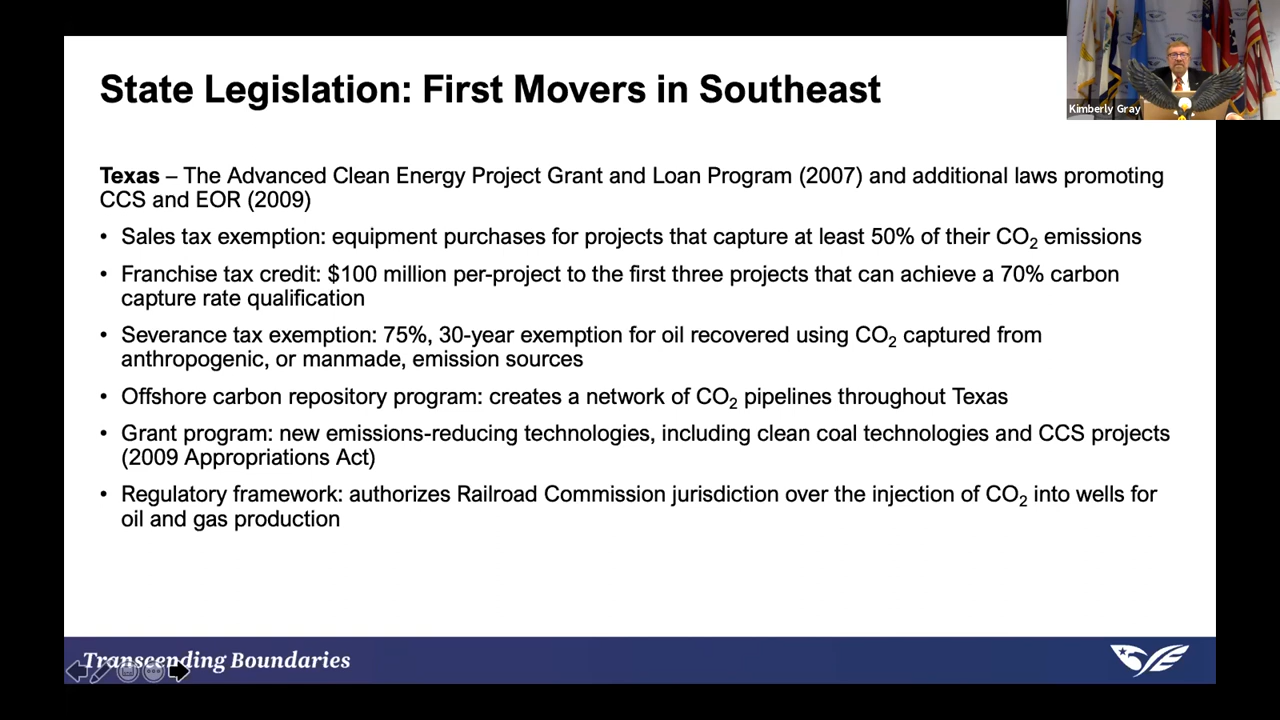 State Legislation: First Movers in Southeast
Kimberly Gray
Texas – The Advanced Clean Energy Project Grant and Loan Program (2007) and additional laws promoting
CCS and EOR (2009)
• Sales tax exemption: equipment purchases for projects that capture at least 50% of their CO₂ emissions
• Franchise tax credit: $100 million per-project to the first three projects that can achieve a 70% carbon
capture rate qualification
• Severance tax exemption: 75%, 30-year exemption for oil recovered using CO₂ captured from
anthropogenic, or manmade, emission sources
• Offshore carbon repository program: creates a network of CO₂ pipelines throughout Texas
• Grant program: new emissions-reducing technologies, including clean coal technologies and CCS projects
(2009 Appropriations Act)
• Regulatory framework: authorizes Railroad Commission jurisdiction over the injection of CO₂ into wells for
oil and gas production
Transcending Boundaries